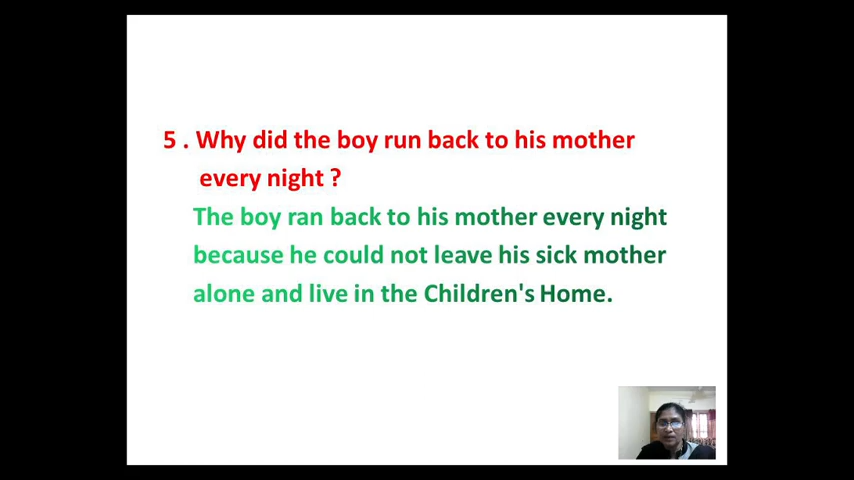 5 . Why did the boy run back to his mother
every night ?
The boy ran back to his mother every night
because he could not leave his sick mother
alone and live in the Children's Home.